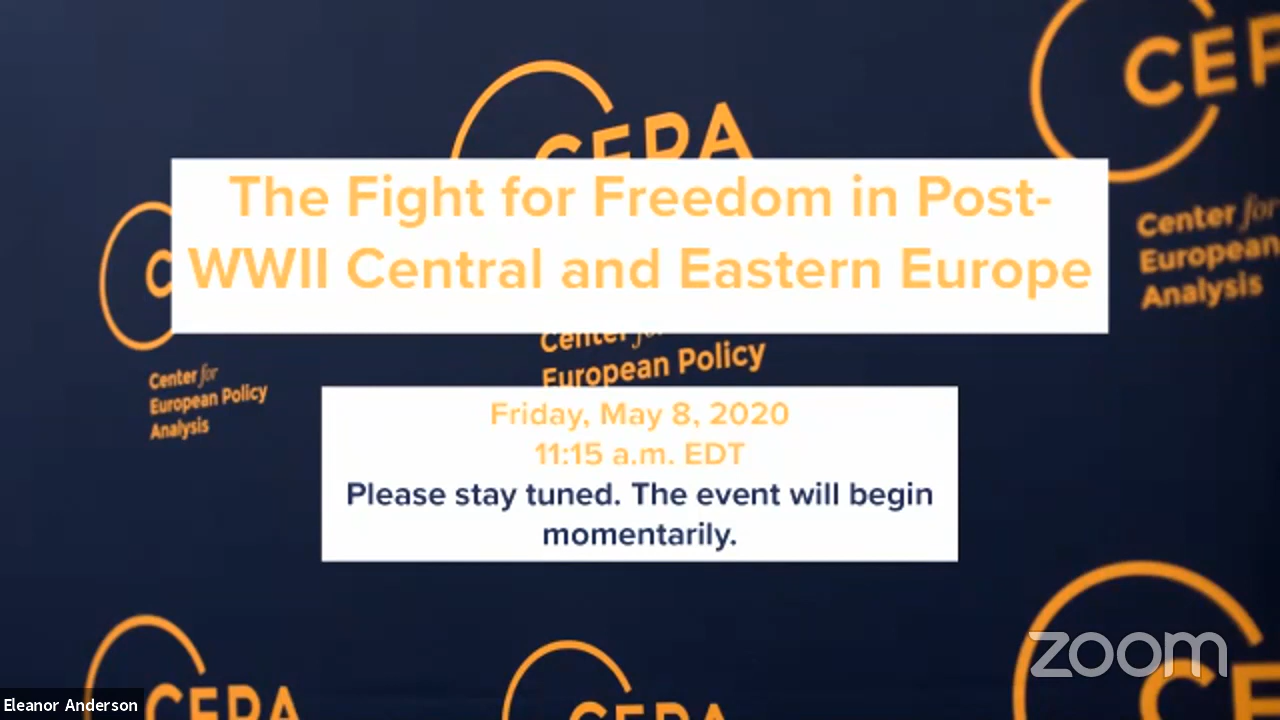 CEPA
The Fight for Freedom in Post-
WWII Central and Eastern Europe
Center for
European
Analysis
Center for
European Policy
Center for
European Policy
Analysis
Friday, May 8, 2020
11:15 a.m. EDT
Please stay tuned. The event will begin
momentarily.
zoom
CEPA
CEPA
Eleanor Anderson